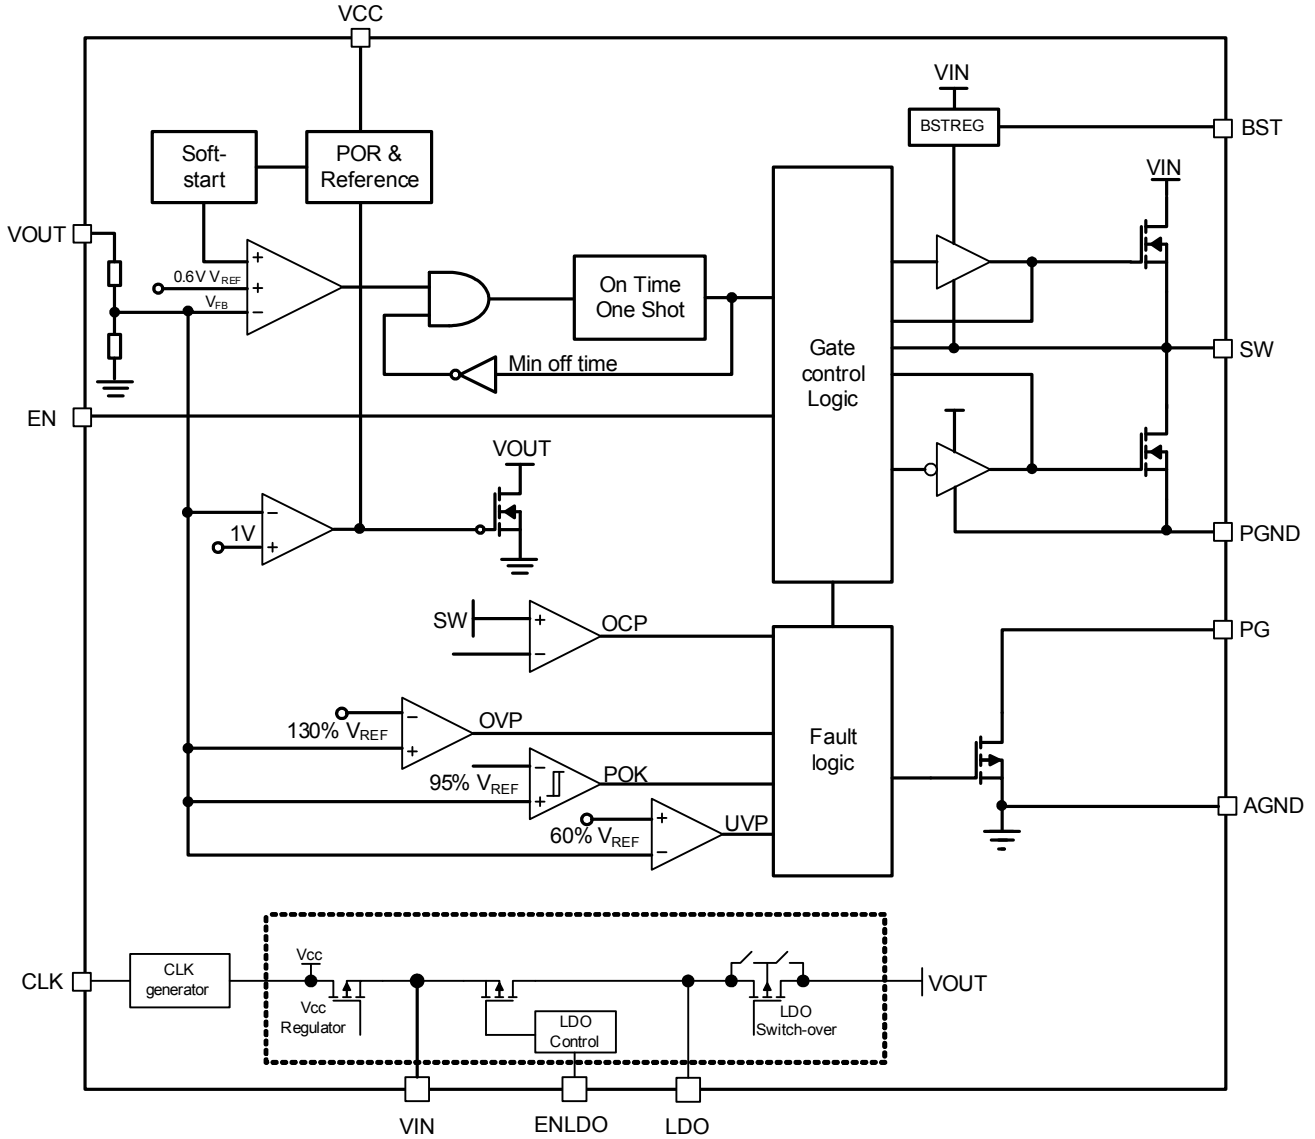 VCC
VIN
BSTREG
BST
Soft-
start
POR &
Reference
VIN
VOUT
0.6V VREF
+
+
VFB
−
On Time
One Shot
Min off time
Gate
control
Logic
SW
EN
VOUT
−
1V
+
PGND
SW
+
−
OCP
PG
130% VREF
−
+
OVP
95% VREF
−
+
POK
60% VREF
+
−
UVP
Fault
logic
AGND
CLK
CLK
generator
Vcc
Vcc
Regulator
LDO
Control
LDO
Switch-over
VOUT
VIN
ENLDO
LDO